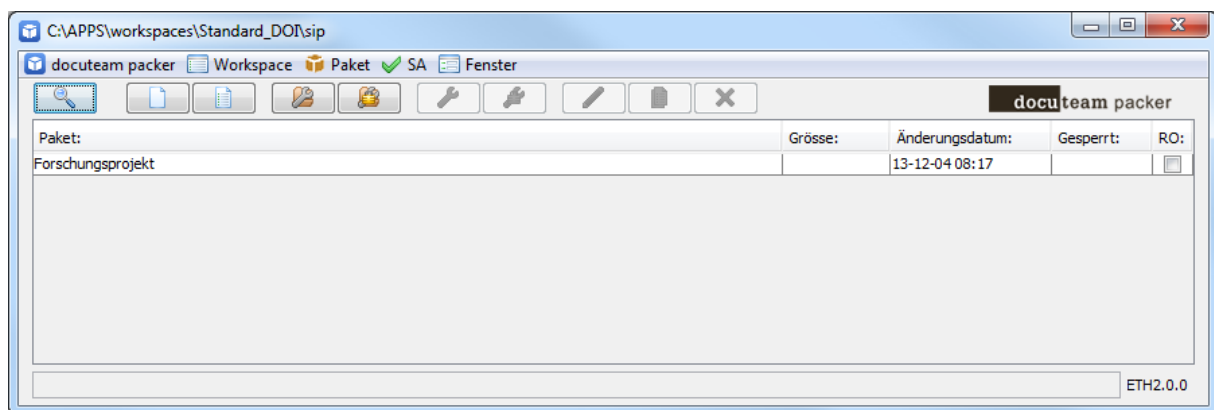 C:\APPS\workspaces\Standard_DOI\sip
docuteam packer Workspace Paket SA Fenster
docuteam packer
Paket: Grösse: Änderungsdatum: Gesperrt: RO:
Forschungsprojekt 13-12-04 08:17
ETH2.0.0